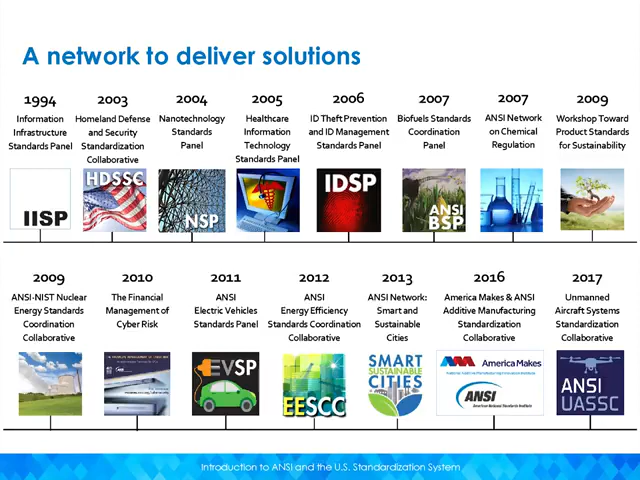 A network to deliver solutions
1994
Information
Infrastructure
Standards Panel
IISP
2003
Homeland Defense
and Security
Standardization
Collaborative
HDSSC
2004
Nanotechnology
Standards
Panel
NSP
2005
Healthcare
Information
Technology
Standards Panel
2006
ID Theft Prevention
and ID Management
Standards Panel
IDSP
2007
Biofuels Standards
Coordination
Panel
ANSI
BSP
2007
ANSI Network
on Chemical
Regulation
2009
Workshop Toward
Product Standards
for Sustainability
2009
ANSI-NIST Nuclear
Energy Standards
Coordination
Collaborative
2010
The Financial
Management of
Cyber Risk
2011
ANSI
Electric Vehicles
Standards Panel
EVSP
2012
ANSI
Energy Efficiency
Standards Coordination
Collaborative
EESCC
2013
ANSI Network:
Smart and
Sustainable
Cities
SMART
SUSTAINABLE
CITIES
2016
America Makes & ANSI
Additive Manufacturing
Standardization
Collaborative
America Makes
ANSI
American National Standards Institute
2017
Unmanned
Aircraft Systems
Standardization
Collaborative
ANSI
UASSC
Introduction to ANSI and the U.S. Standardization System